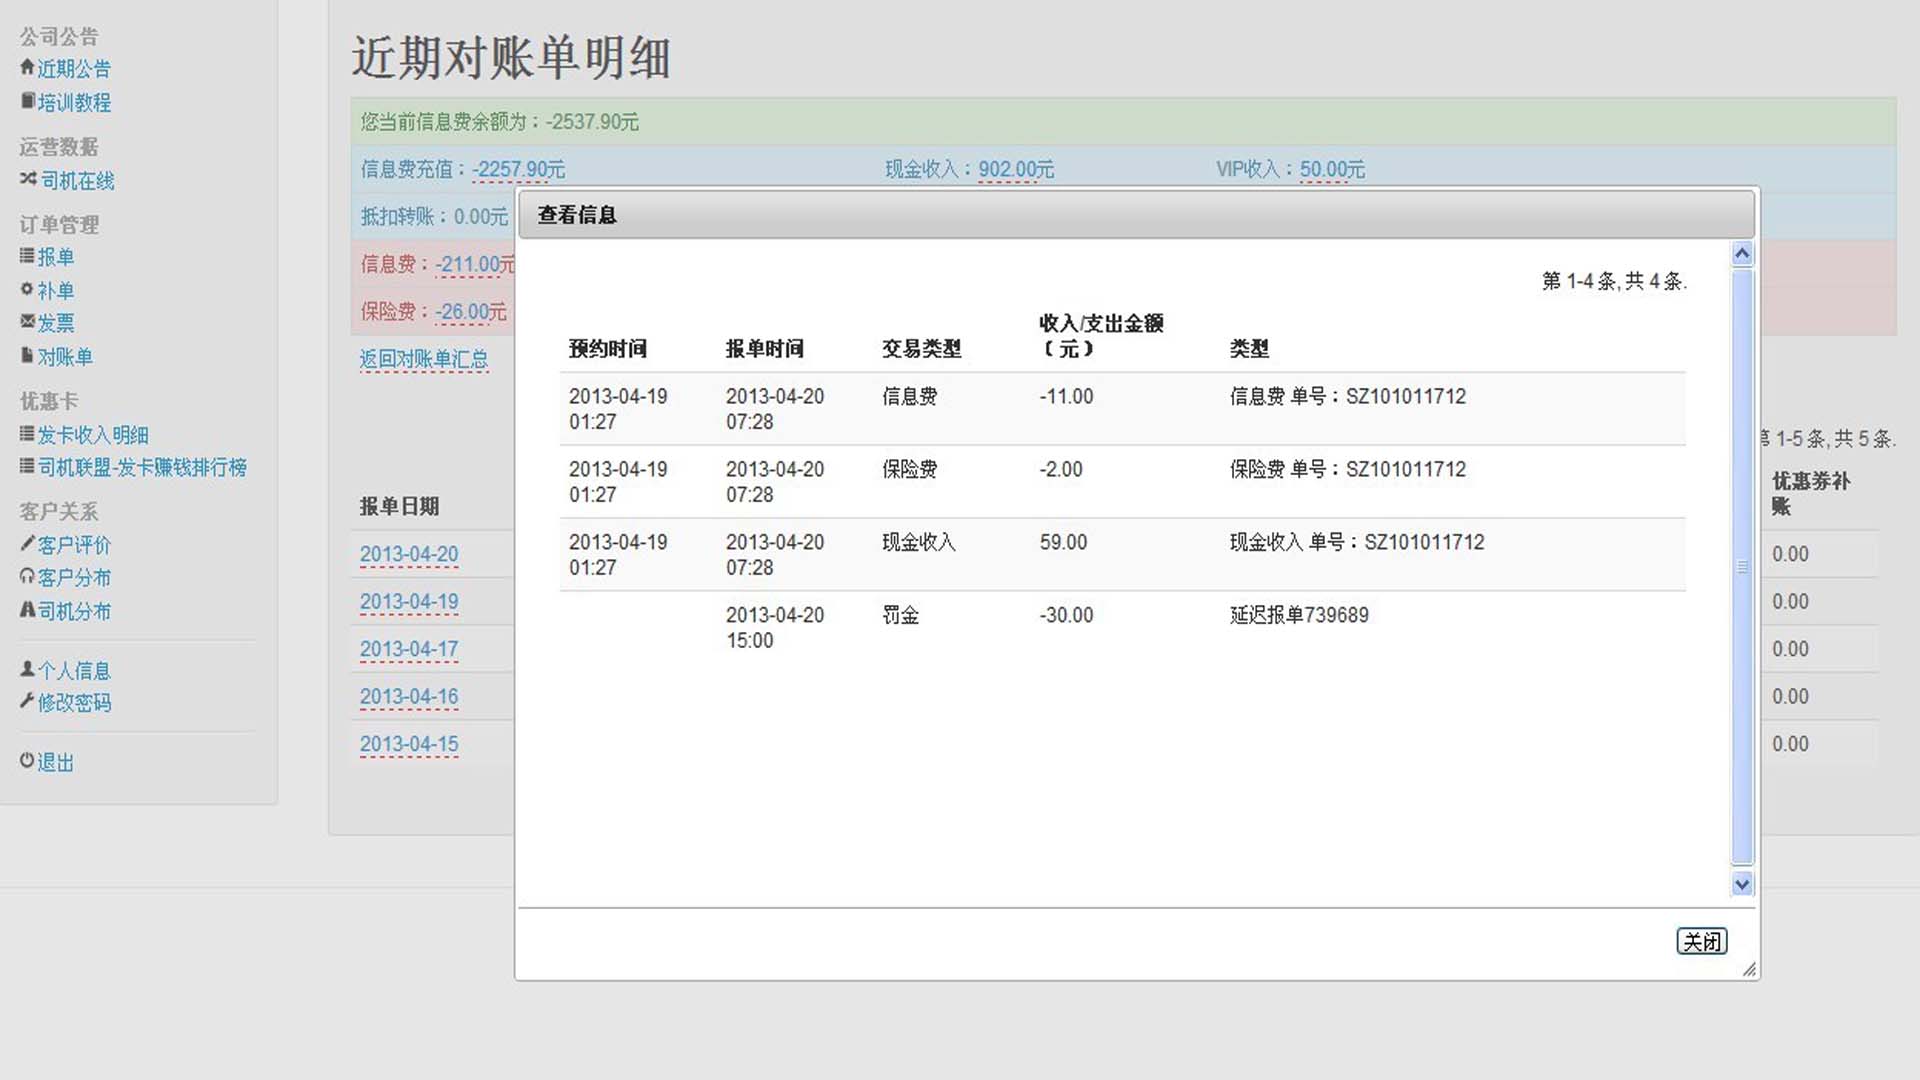 公司公告
近期公告
培训教程
运营数据
司机在线
订单管理
报单
补单
发票
对账单
优惠卡
发卡收入明细
司机联盟-发卡赚钱排行榜
客户关系
客户评价
客户分布
司机分布
个人信息
修改密码
退出
近期对账单明细
您当前信息费余额为：-2537.90元
信息费充值：-2257.90元 现金收入：902.00元 VIP收入：50.00元
抵扣转账：0.00元
信息费：-211.00元
保险费：-26.00元
返回对账单汇总
1-5 条, 共 5 条.
报单日期 优惠券补
账
2013-04-20 0.00
2013-04-19 0.00
2013-04-17 0.00
2013-04-16 0.00
2013-04-15 0.00
查看信息
第 1-4 条, 共 4 条.
预约时间 报单时间 交易类型 收入/支出金额
（元） 类型
2013-04-19
01:27 2013-04-20
07:28 信息费 -11.00 信息费 单号：SZ101011712
2013-04-19
01:27 2013-04-20
07:28 保险费 -2.00 保险费 单号：SZ101011712
2013-04-19
01:27 2013-04-20
07:28 现金收入 59.00 现金收入 单号：SZ101011712
2013-04-20
15:00 罚金 -30.00 延迟报单739689
关闭